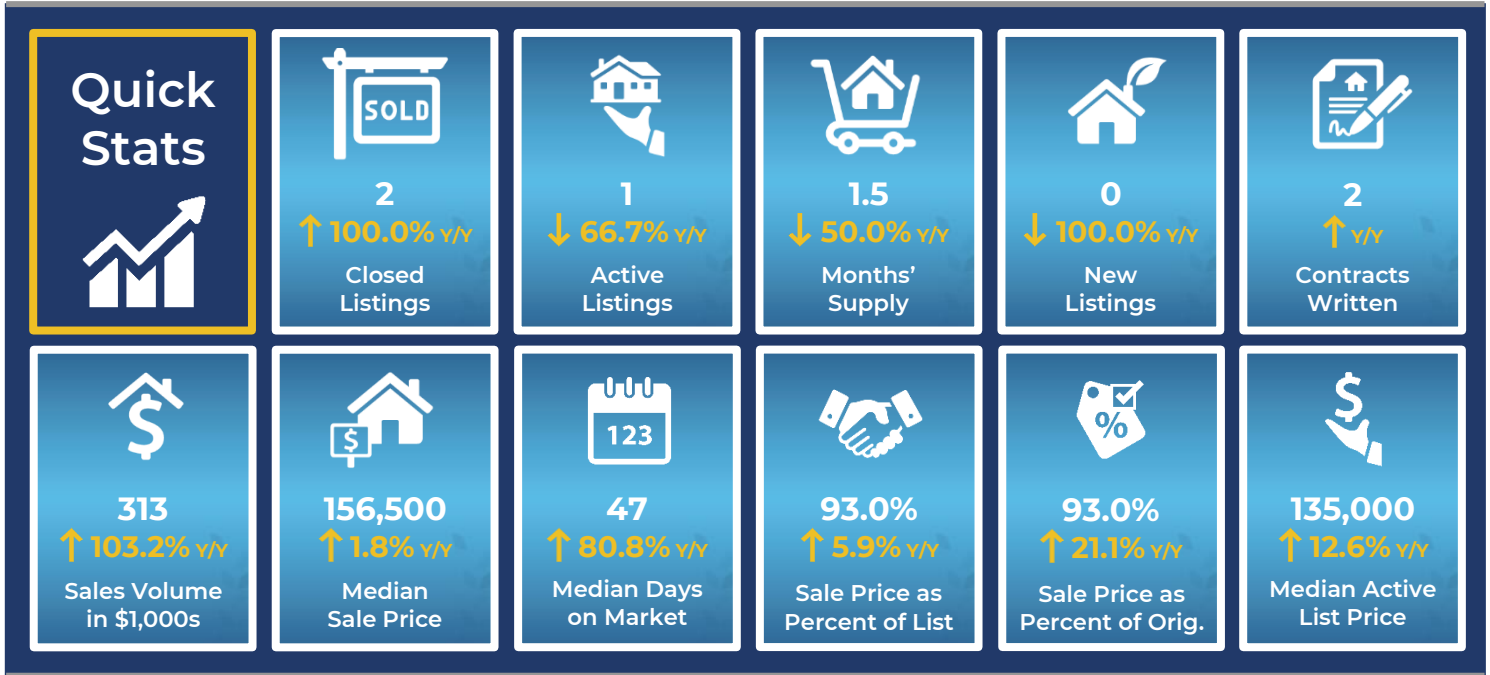 Quick
Stats
SOLD
2
↑ 100.0% Y/Y
Closed
Listings
1
↓ 66.7% Y/Y
Active
Listings
1.5
↓ 50.0% Y/Y
Months’
Supply
0
↓ 100.0% Y/Y
New
Listings
2
↑ Y/Y
Contracts
Written
$
313
↑ 103.2% Y/Y
Sales Volume
in $1,000s
$
156,500
↑ 1.8% Y/Y
Median
Sale Price
123
47
↑ 80.8% Y/Y
Median Days
on Market
93.0%
↑ 5.9% Y/Y
Sale Price as
Percent of List
%
93.0%
↑ 21.1% Y/Y
Sale Price as
Percent of Orig.
$
135,000
↑ 12.6% Y/Y
Median Active
List Price